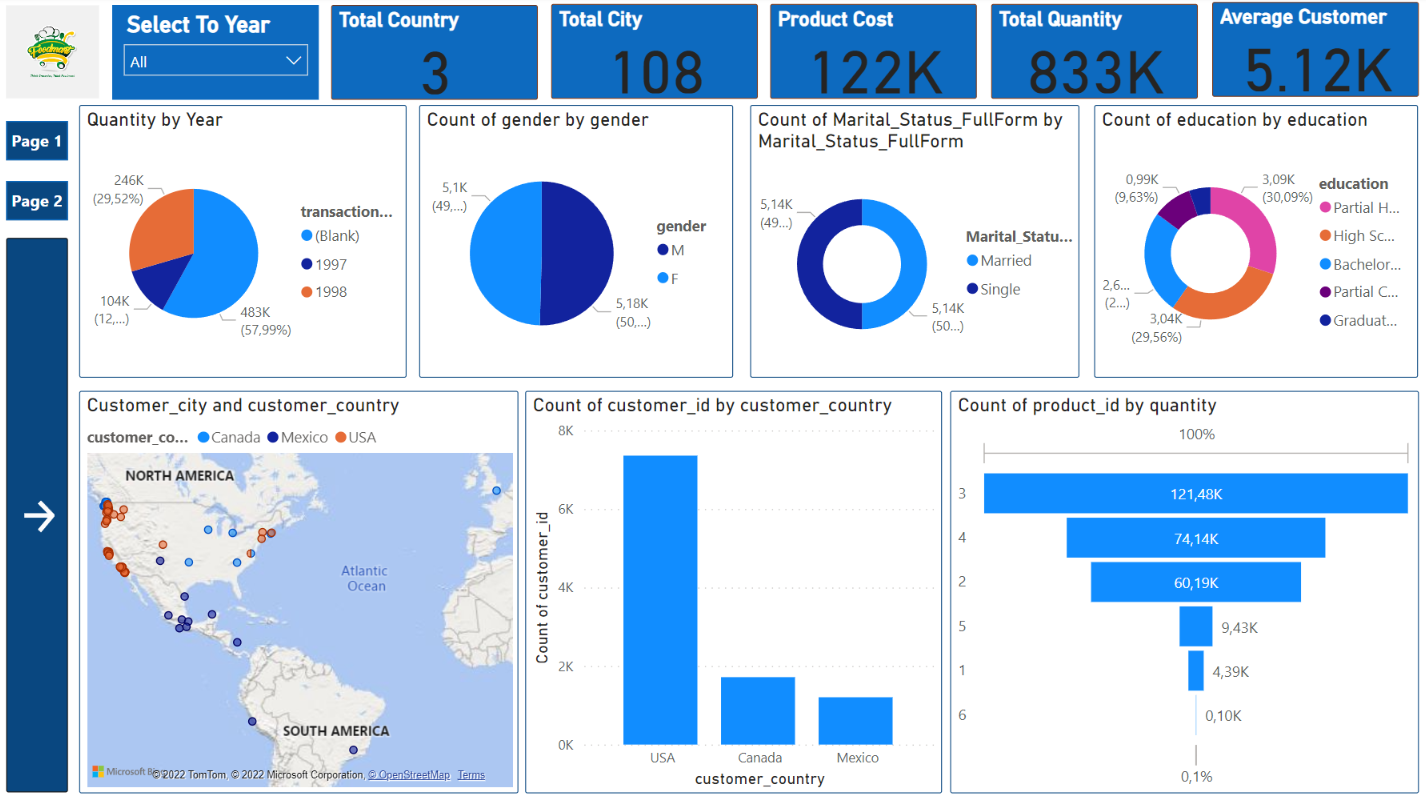 Foodmart
Select To Year
All
Total Country
3
Total City
108
Product Cost
122K
Total Quantity
833K
Average Customer
5.12K
Page 1
Page 2
Quantity by Year
246K
(29,52%)
104K
(12,...)
483K
(57,99%)
transaction...
(Blank)
1997
1998
Count of gender by gender
5,1K
(49,...)
5,18K
(50,...)
gender
M
F
Count of Marital_Status_FullForm by
Marital_Status_FullForm
5,14K
(49...)
5,14K
(50...)
Marital_Statu...
Married
Single
Count of education by education
0,99K
(9,63%)
3,09K
(30,09%)
2,6...
(2...)
3,04K
(29,56%)
education
Partial H...
High Sc...
Bachelor...
Partial C...
Graduat...
Customer_city and customer_country
customer_co... Canada Mexico USA
NORTH AMERICA
Atlantic
Ocean
SOUTH AMERICA
Microsoft
© 2022 TomTom, © 2022 Microsoft Corporation, © OpenStreetMap Terms
Count of customer_id by customer_country
Count of customer_id
8K
6K
4K
2K
0K
USA Canada Mexico
customer_country
Count of product_id by quantity
100%
3 121,48K
4 74,14K
2 60,19K
5 9,43K
1 4,39K
6 0,10K
0,1%